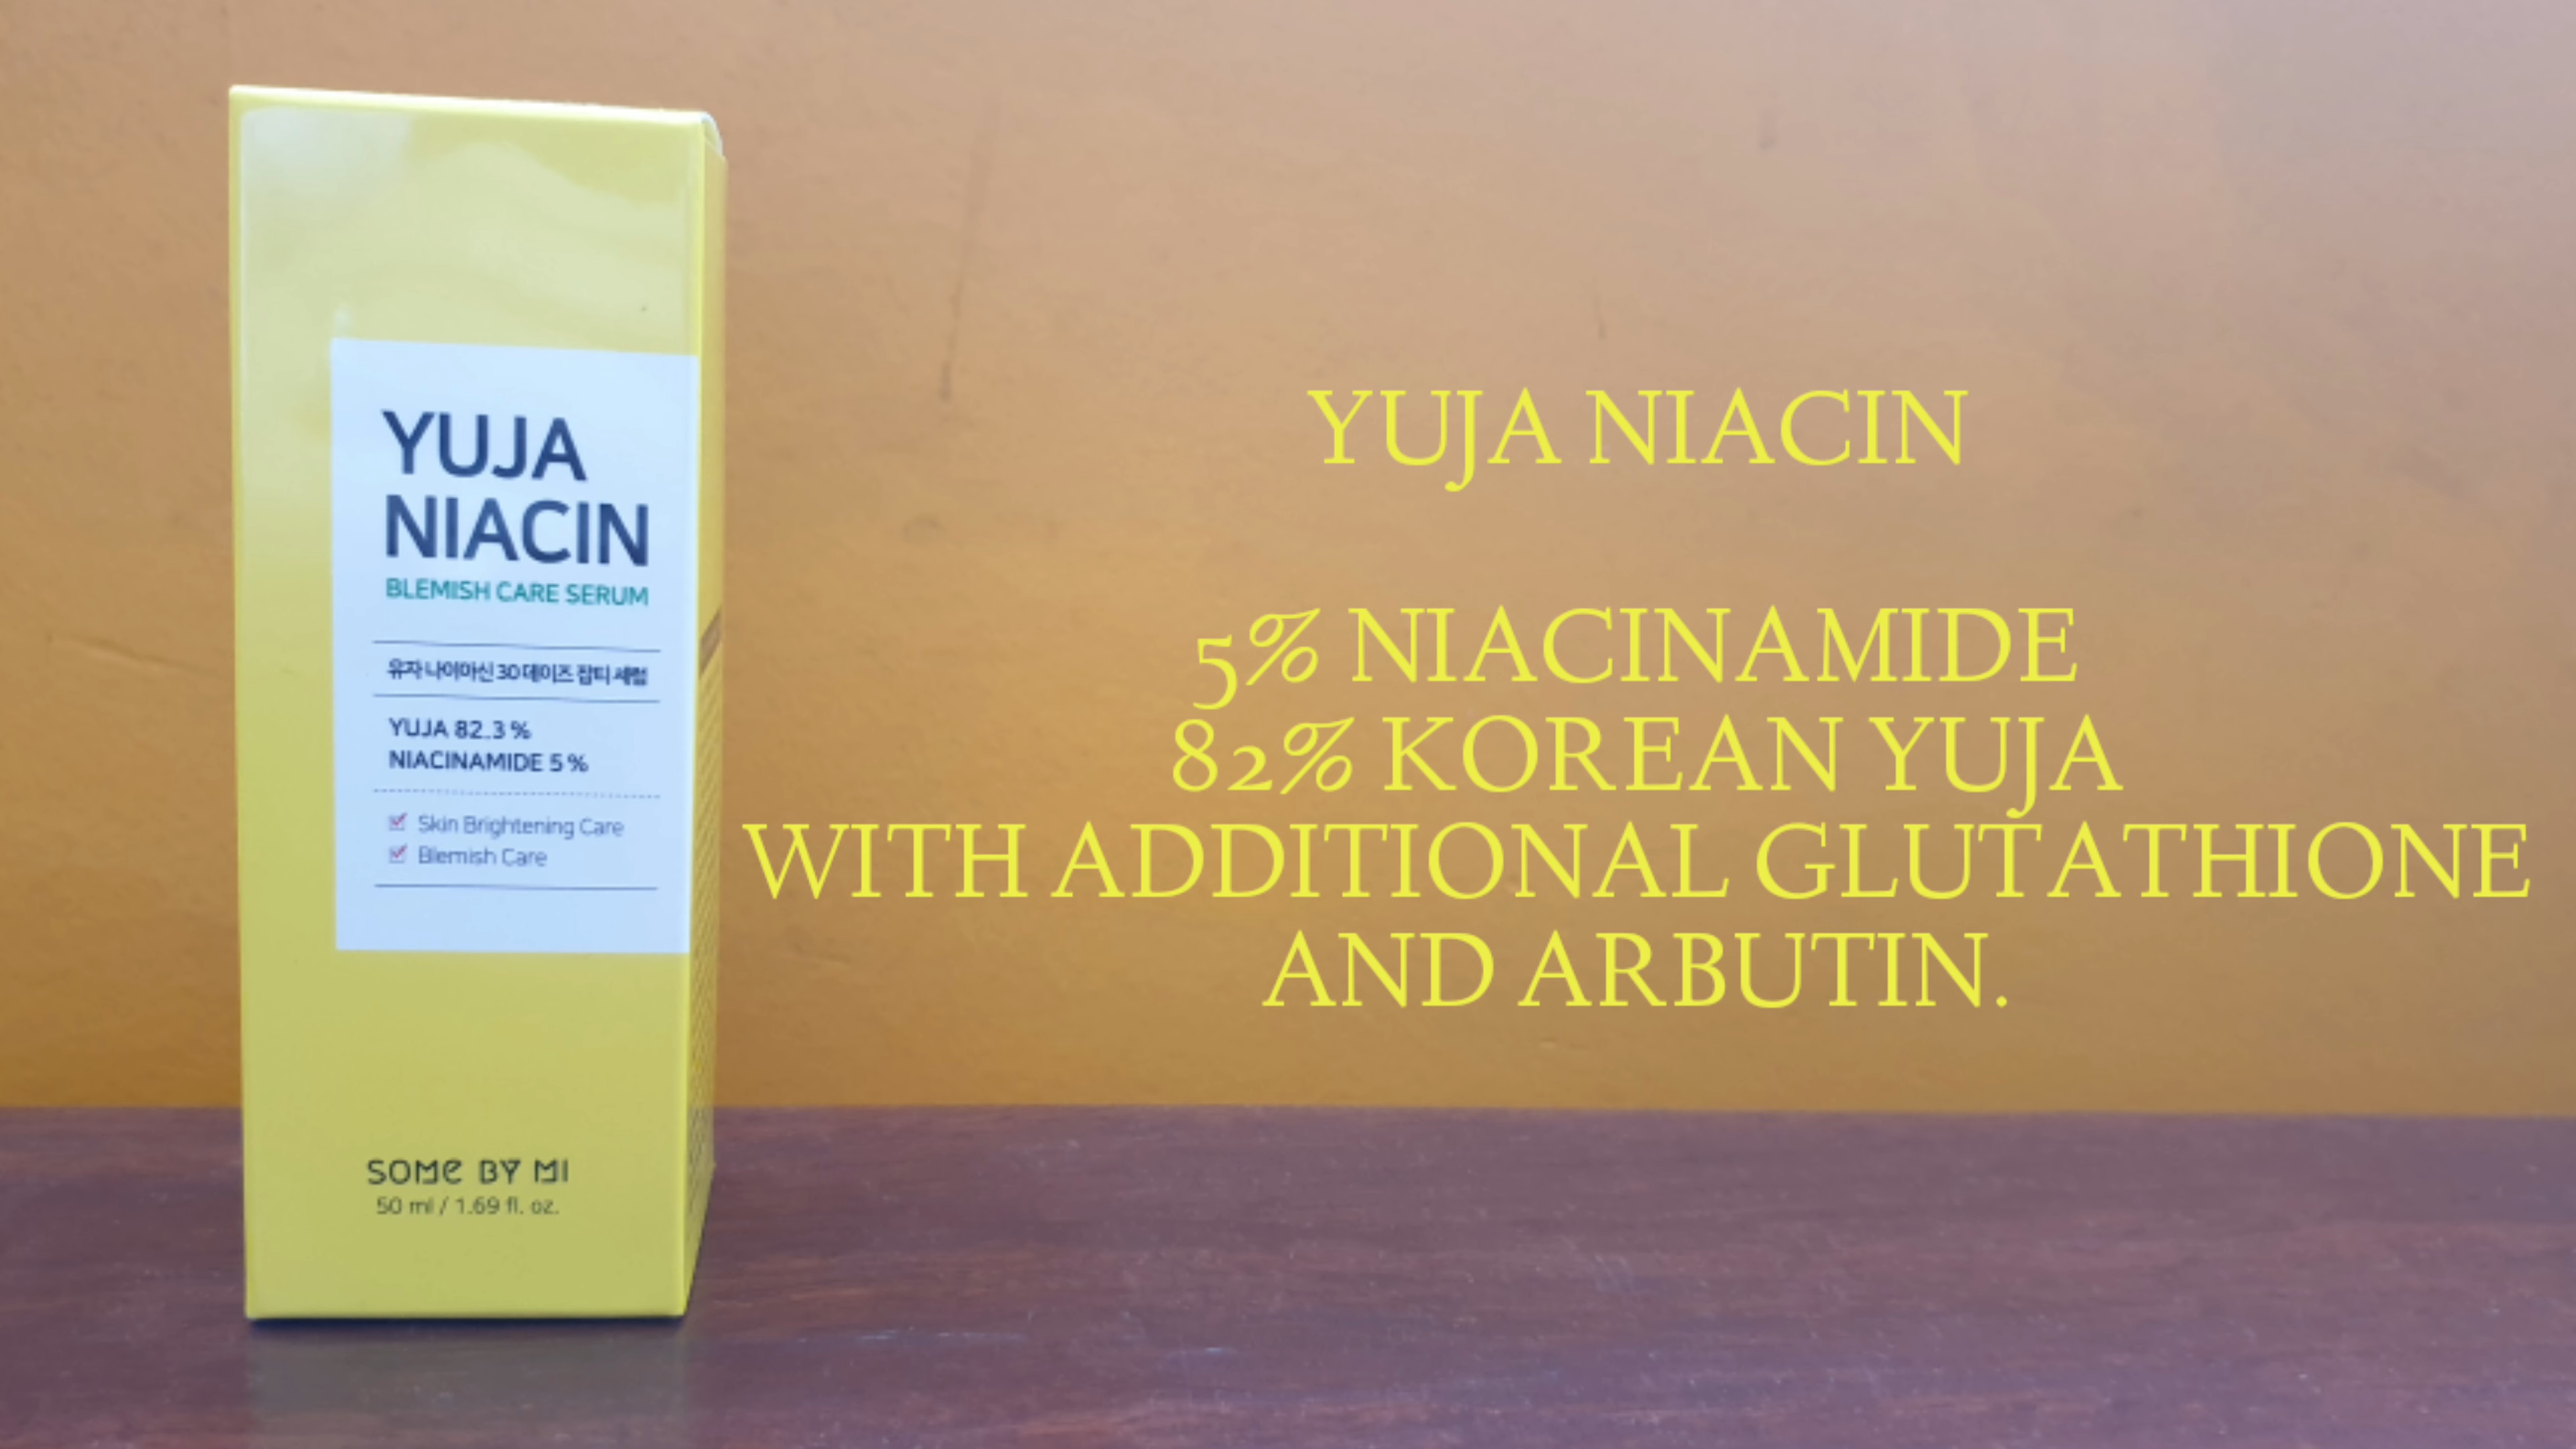 YUJA
NIACIN
BLEMISH CARE SERUM
유자 나이아신 30 데이즈 잡티 세럼
YUJA 82.3 %
NIACINAMIDE 5 %
Skin Brightening Care
Blemish Care
SOME BY MI
50 ml / 1.69 fl. oz.
YUJA NIACIN
5% NIACINAMIDE
82% KOREAN YUJA
WITH ADDITIONAL GLUTATHIONE
AND ARBUTIN.